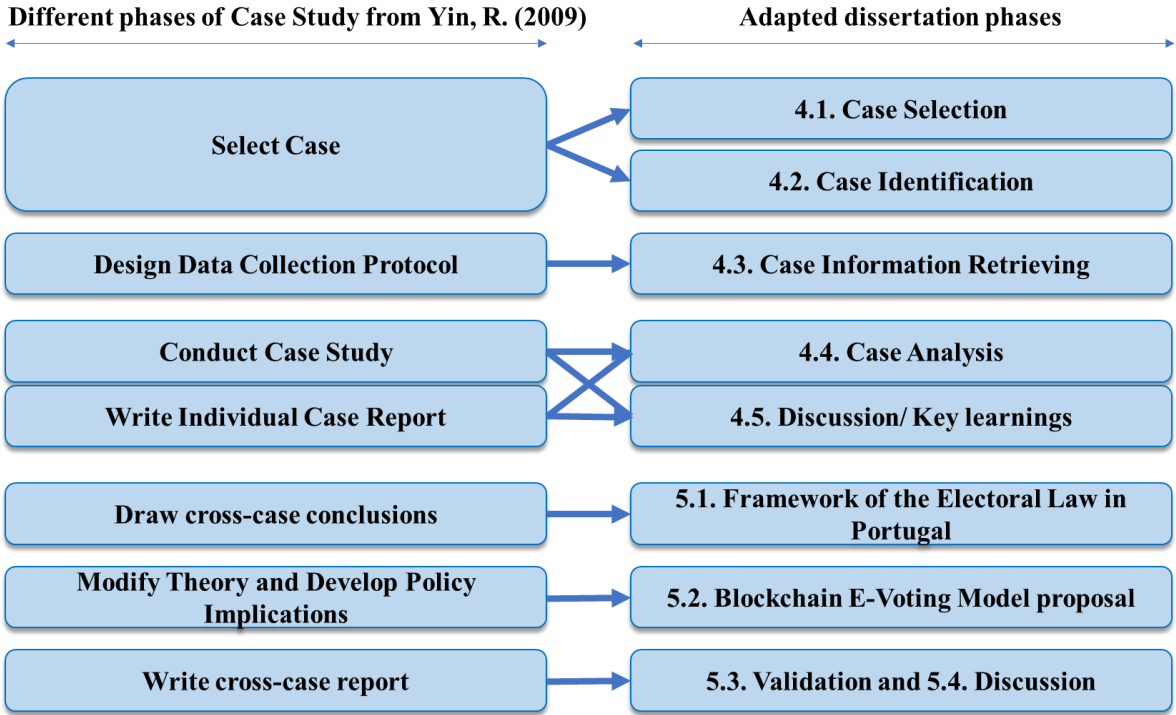 Different phases of Case Study from Yin, R. (2009)
Adapted dissertation phases
Select Case
4.1. Case Selection
4.2. Case Identification
Design Data Collection Protocol
4.3. Case Information Retrieving
Conduct Case Study
4.4. Case Analysis
Write Individual Case Report
4.5. Discussion/ Key learnings
Draw cross-case conclusions
5.1. Framework of the Electoral Law in
Portugal
Modify Theory and Develop Policy
Implications
5.2. Blockchain E-Voting Model proposal
Write cross-case report
5.3. Validation and 5.4. Discussion